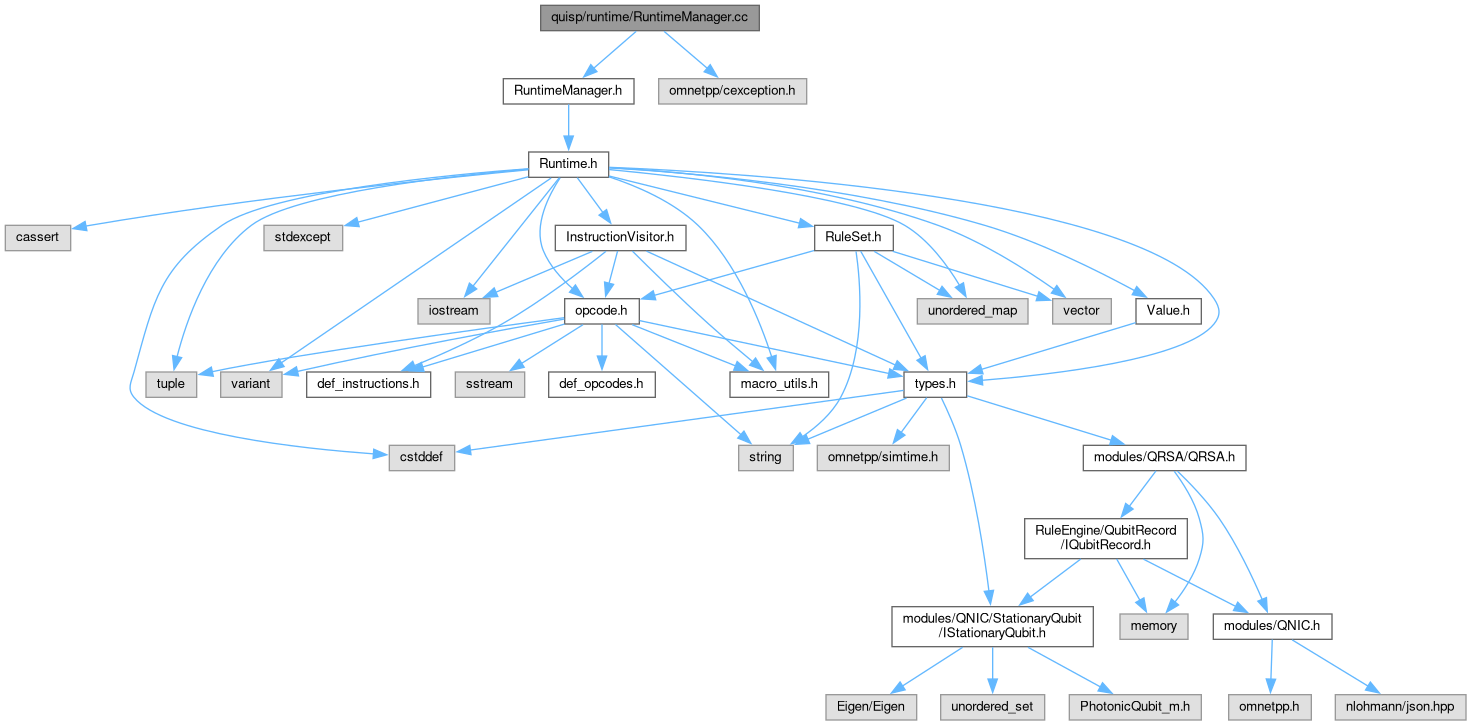 quisp/runtime/RuntimeManager.cc
RuntimeManager.h
omnetpp/cexception.h
Runtime.h
cassert
stdexcept
InstructionVisitor.h
RuleSet.h
iostream
opcode.h
unordered_map
vector
Value.h
tuple
variant
def_instructions.h
sstream
def_opcodes.h
macro_utils.h
types.h
cstddef
string
omnetpp/simtime.h
modules/QRSA/QRSA.h
RuleEngine/QubitRecord
/IQubitRecord.h
modules/QNIC/StationaryQubit
/IStationaryQubit.h
memory
modules/QNIC.h
Eigen/Eigen
unordered_set
PhotonicQubit_m.h
omnetpp.h
nlohmann/json.hpp